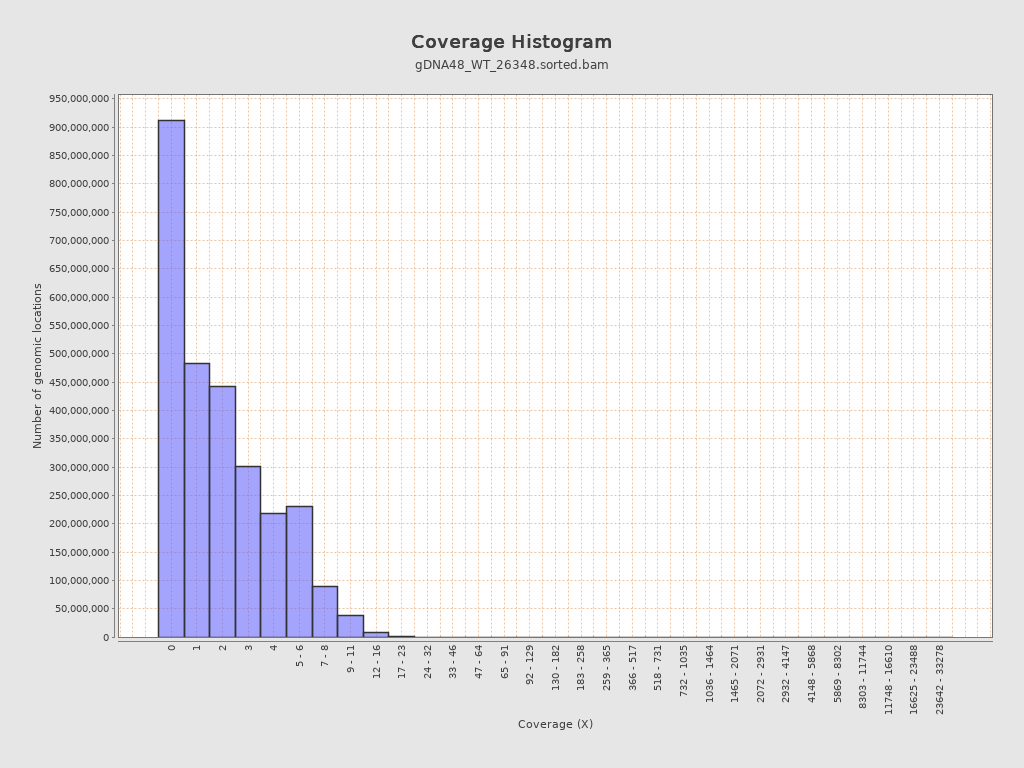 Coverage Histogram
gDNA48_WT_26348.sorted.bam
950,000,000
900,000,000
850,000,000
800,000,000
750,000,000
700,000,000
650,000,000
600,000,000
550,000,000
500,000,000
450,000,000
400,000,000
350,000,000
300,000,000
250,000,000
200,000,000
150,000,000
100,000,000
50,000,000
0
Number of genomic locations
0
1
2
3
4
5 - 6
7 - 8
9 - 11
12 - 16
17 - 23
24 - 32
33 - 46
47 - 64
65 - 91
92 - 129
130 - 182
183 - 258
259 - 365
366 - 517
518 - 731
732 - 1035
1036 - 1464
1465 - 2071
2072 - 2931
2932 - 4147
4148 - 5868
5869 - 8302
8303 - 11744
11748 - 16610
16625 - 23488
23642 - 33278
Coverage (X)